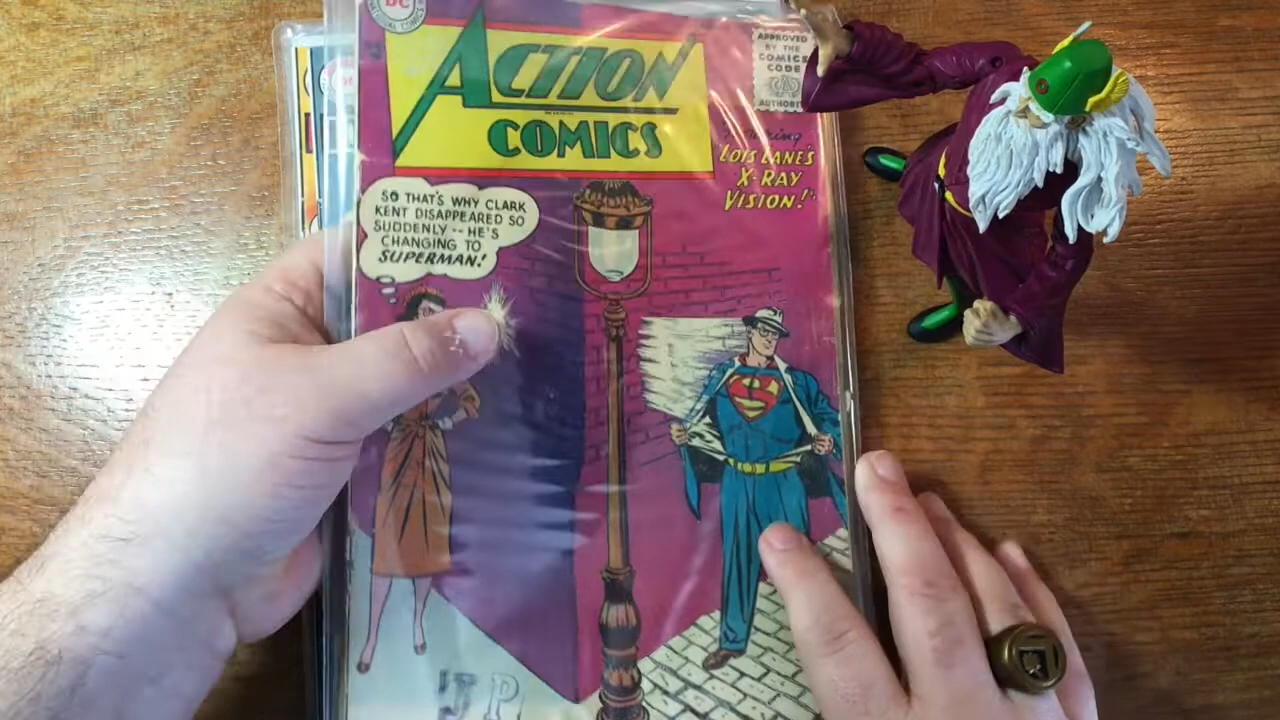 DC
ACTION
COMICS
APPROVED
BY THE
COMICS
CODE
AUTHORITY
LOIS LANE'S
X-RAY
VISION!"
SO THAT'S WHY CLARK
KENT DISAPPEARED SO
SUDDENLY -- HE'S
CHANGING TO
SUPERMAN!
S
JP